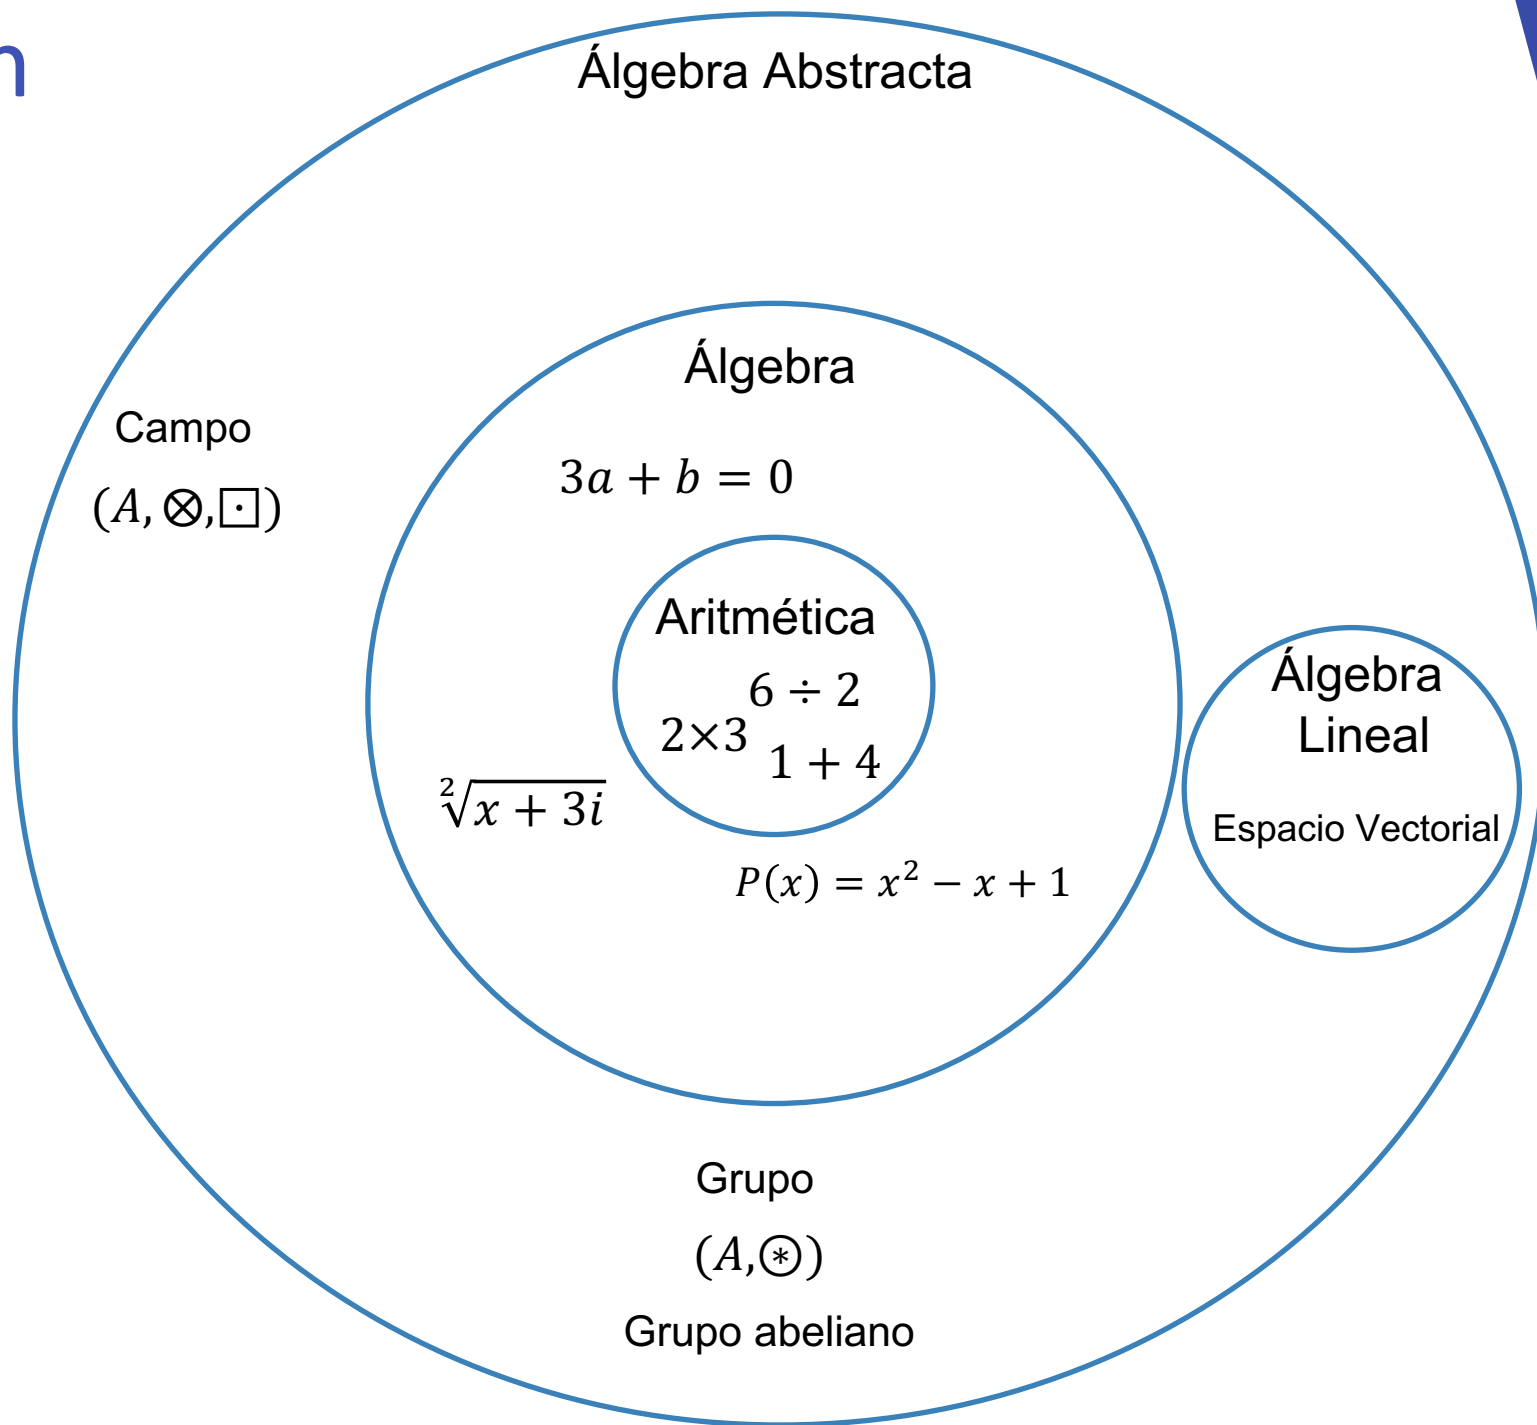 n
Álgebra Abstracta
Álgebra
Campo
3a + b = 0
(A, ⊗,⊡)
Aritmética
6 ÷ 2
2×3
1 + 4
Álgebra
Lineal
²√(x + 3i)
Espacio Vectorial
P(x) = x² − x + 1
Grupo
(A,⊛)
Grupo abeliano